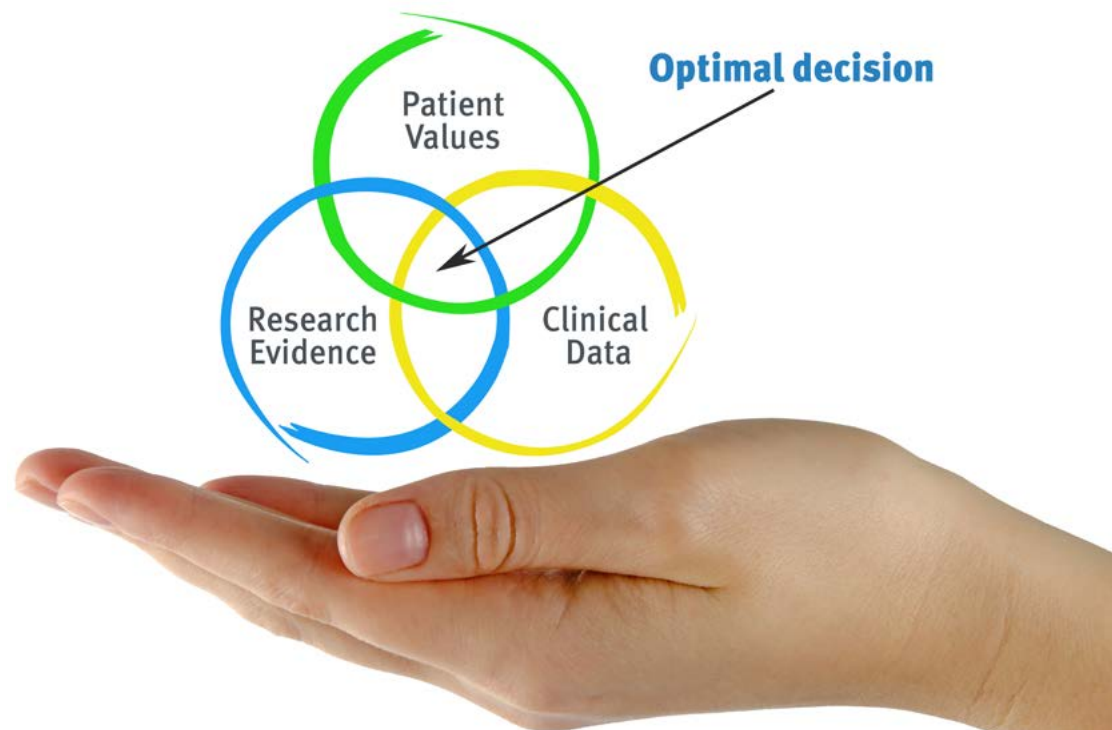 Optimal decision
Patient
Values
Research
Evidence
Clinical
Data